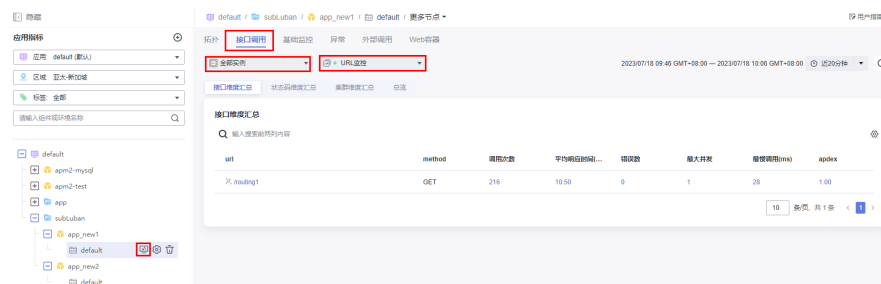 隐藏
default / subLuban / app_new1 / default / 更多节点
用户指南
应用指标
拓扑 接口调用 基础监控 异常 外部调用 Web容器
应用: default (默认)
全部实例
URL监控
2023/07/18 09:46 GMT+08:00 — 2023/07/18 10:06 GMT+08:00
近20分钟
区域: 亚太-新加坡
标签: 全部
接口维度汇总 状态码维度汇总 集群维度汇总 总览
请输入组件或环境名称
接口维度汇总
输入搜索前两列内容
url method 调用次数 平均响应时间(... 错误数 最大并发 最慢调用(ms) apdex
/routing1 GET 216 10.50 0 1 28 1.00
10 条/页, 共 1 条 < 1 >
default
apm2-mysql
apm2-test
app
subLuban
app_new1
default
app_new2
default